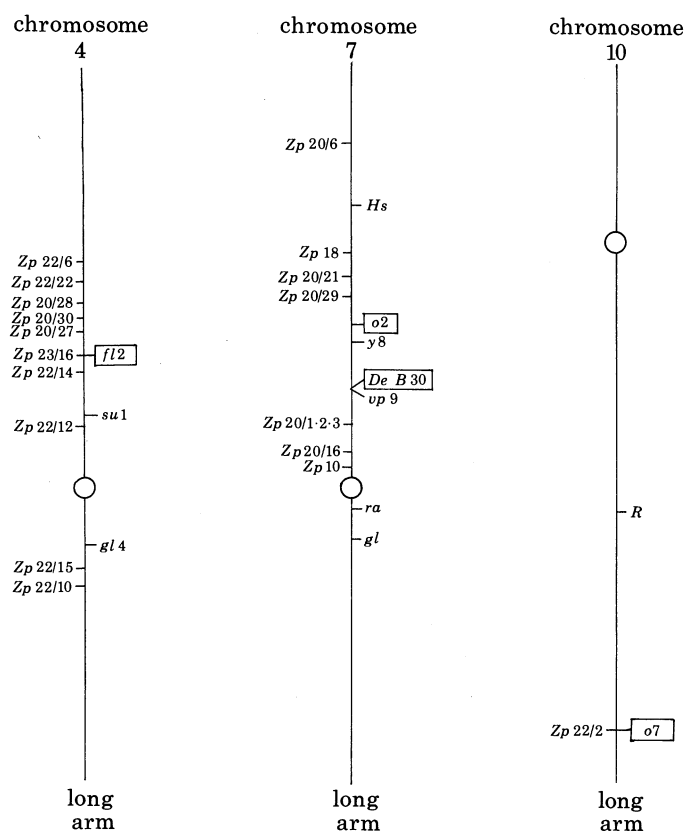 chromosome
4
Zp 22/6
Zp 22/22
Zp 20/28
Zp 20/30
Zp 20/27
Zp 23/16
fl2
Zp 22/14
su1
Zp 22/12
gl4
Zp 22/15
Zp 22/10
long
arm
chromosome
7
Zp 20/6
Hs
Zp 18
Zp 20/21
Zp 20/29
o2
y8
De B30
vp9
Zp 20/1·2·3
Zp 20/16
Zp 10
ra
gl
long
arm
chromosome
10
R
Zp 22/2
o7
long
arm